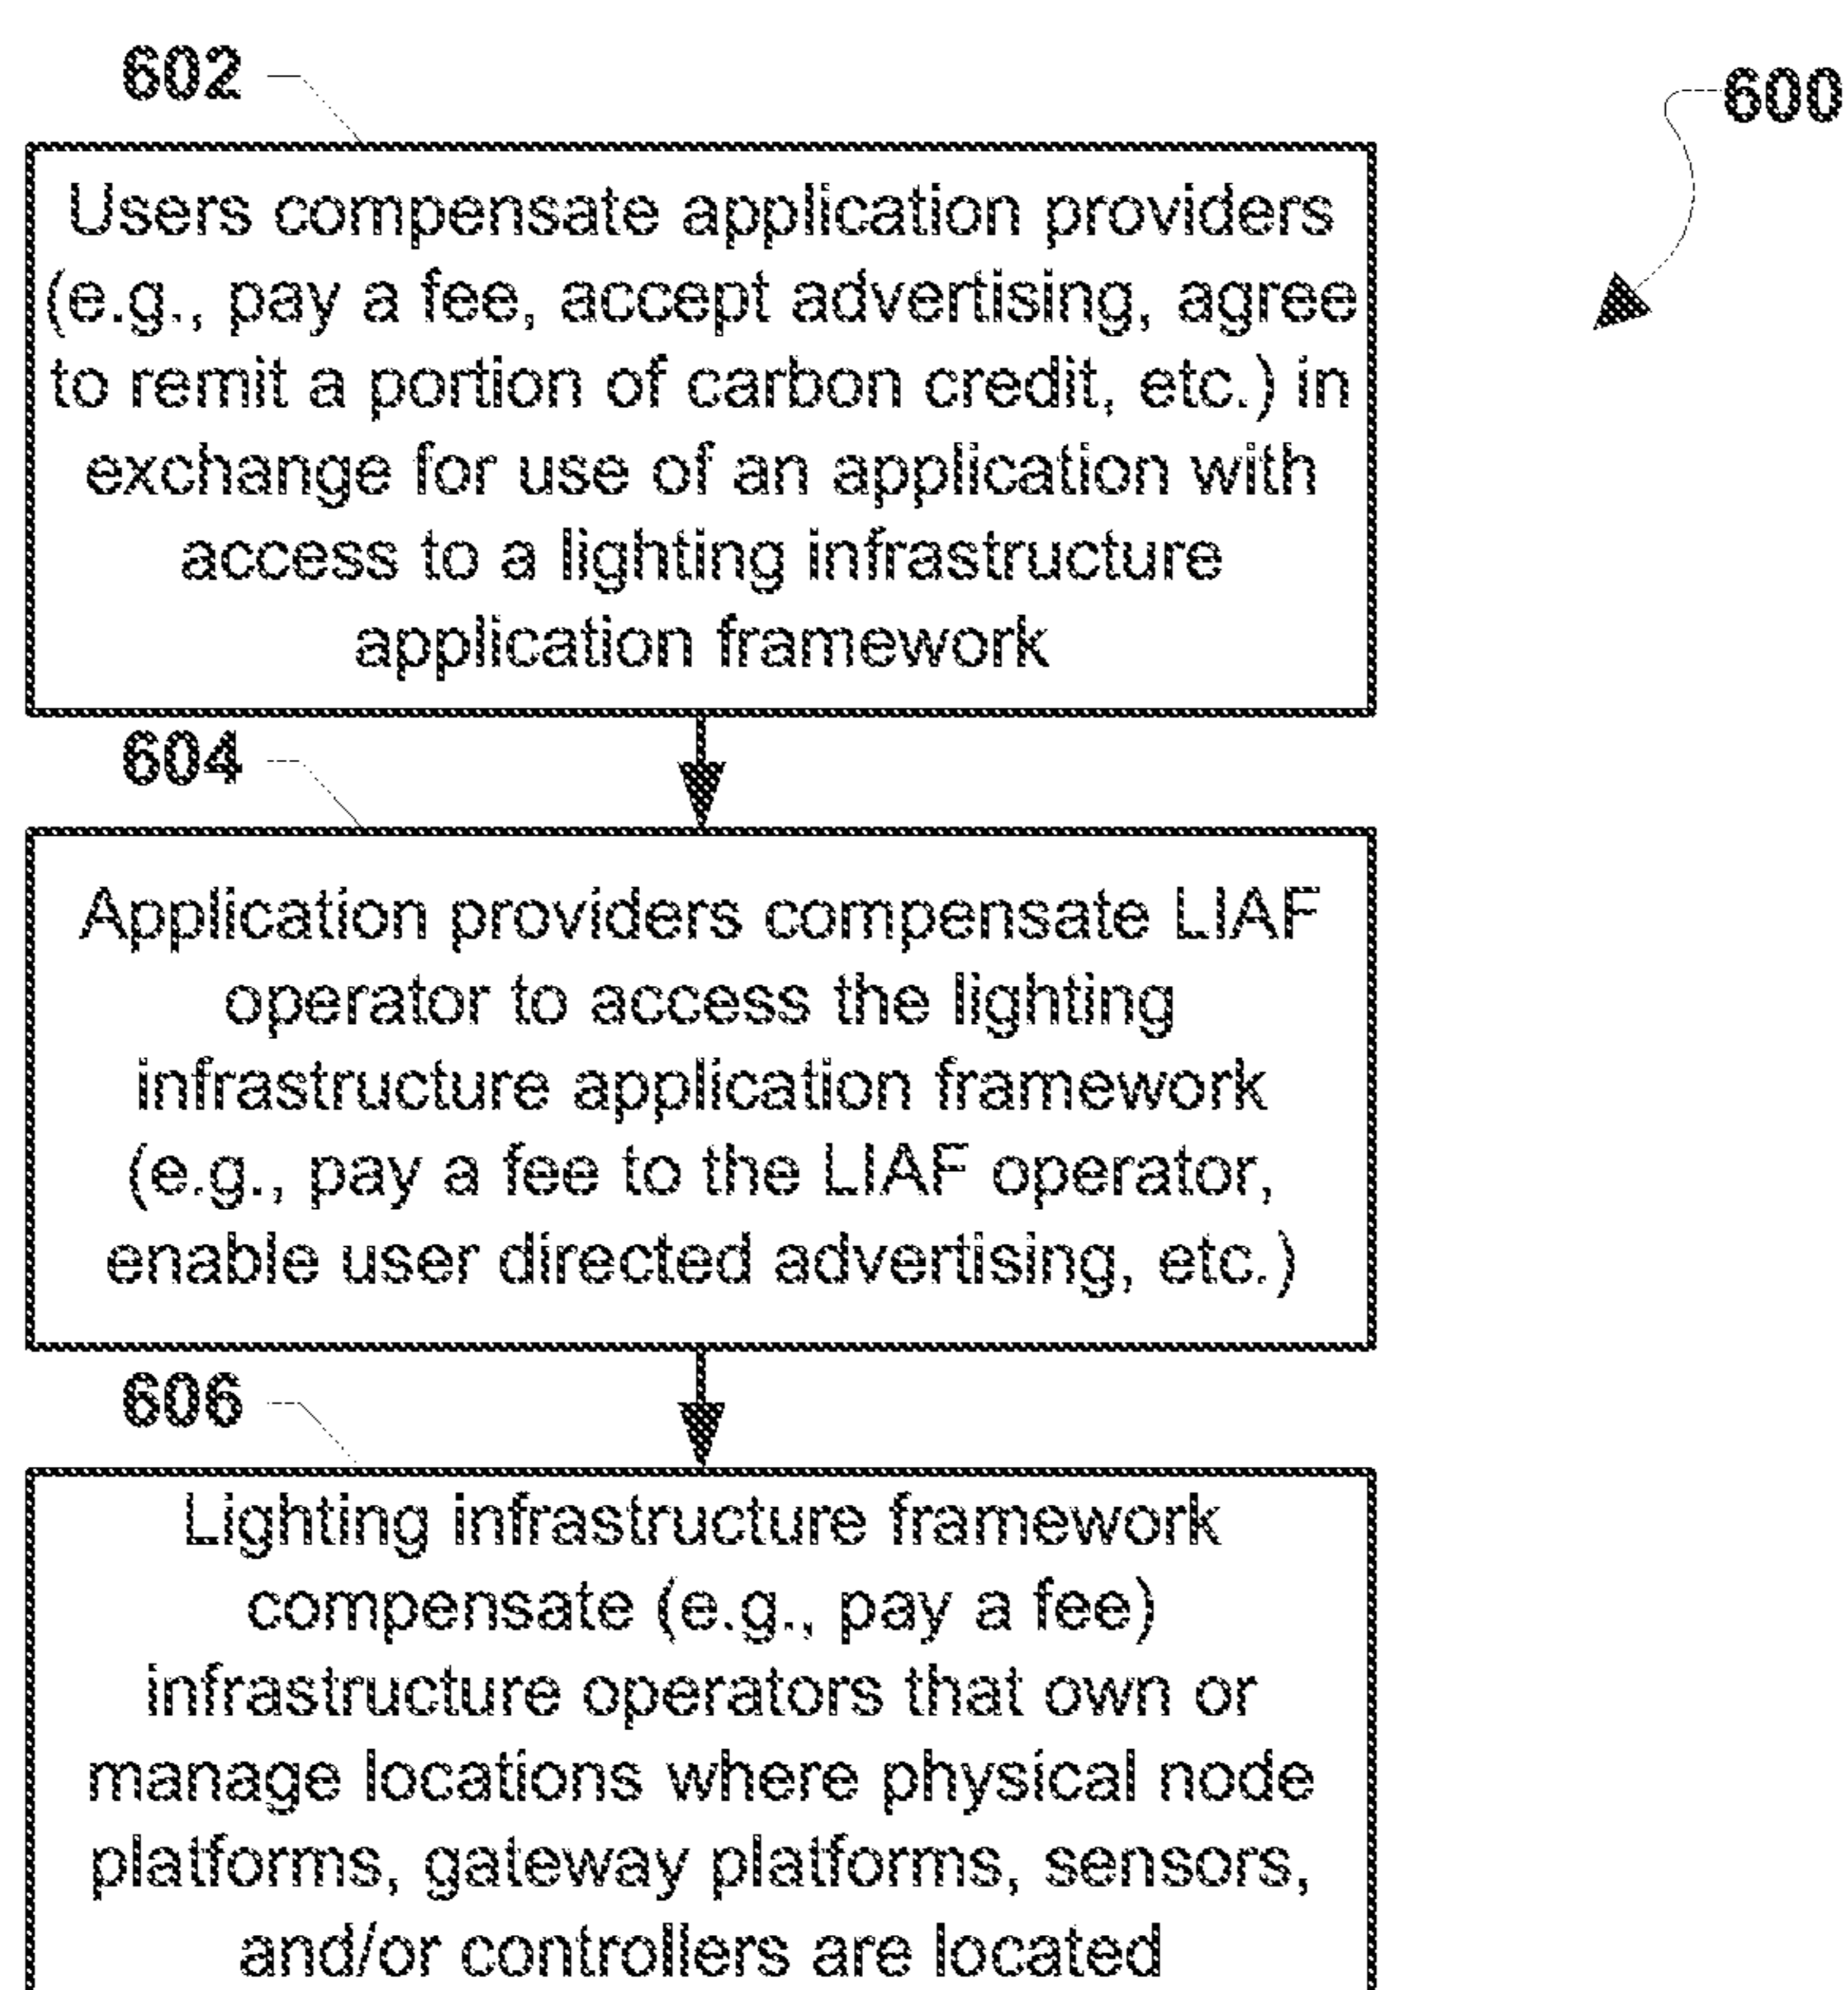 602
600
Users compensate application providers
(e.g., pay a fee, accept advertising, agree
to remit a portion of carbon credit, etc.) in
exchange for use of an application with
access to a lighting infrastructure
application framework
604
Application providers compensate LIAF
operator to access the lighting
infrastructure application framework
(e.g., pay a fee to the LIAF operator,
enable user directed advertising, etc.)
606
Lighting infrastructure framework
compensate (e.g., pay a fee)
infrastructure operators that own or
manage locations where physical node
platforms, gateway platforms, sensors,
and/or controllers are located